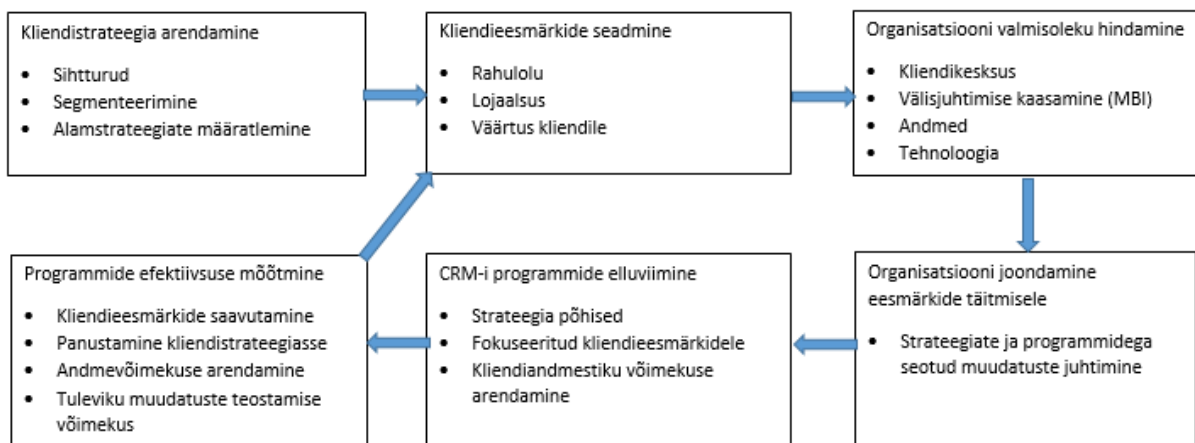 Kliendistrateegia arendamine
• Sihtturud
• Segmenteerimine
• Alamstrateegiate määratlemine
Kliendieesmärkide seadmine
• Rahulolu
• Lojaalsus
• Väärtus kliendile
Organisatsiooni valmisoleku hindamine
• Kliendikesksus
• Välisjuhtimise kaasamine (MBI)
• Andmed
• Tehnoloogia
Organisatsiooni joondamine
eesmärkide täitmisele
• Strateegiate ja programmidega
seotud muudatuste juhtimine
CRM-i programmide elluviimine
• Strateegia põhised
• Fokuseeritud kliendieesmärkidele
• Kliendiandmestiku võimekuse
arendamine
Programmide efektiivsuse mõõtmine
• Kliendieesmärkide saavutamine
• Panustamine kliendistrateegiasse
• Andmevõimekuse arendamine
• Tuleviku muudatuste teostamise
võimekus